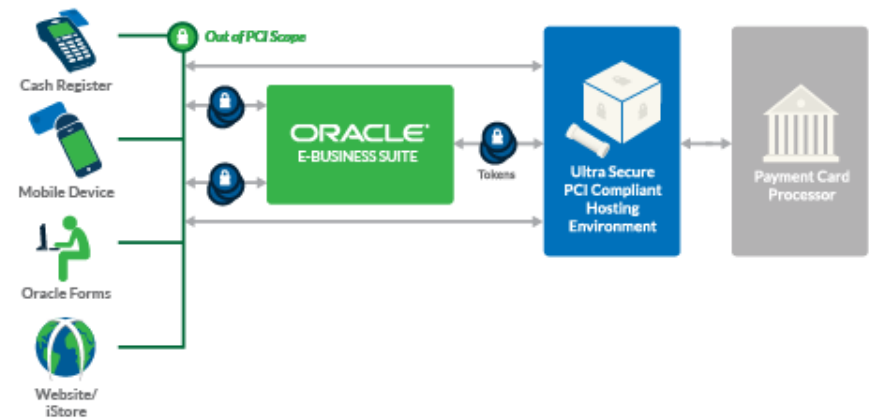 Out of PCI Scope
Cash Register
Mobile Device
Oracle Forms
Website/
iStore
ORACLE®
E-BUSINESS SUITE
Tokens
Ultra Secure
PCI Compliant
Hosting
Environment
Payment Card
Processor